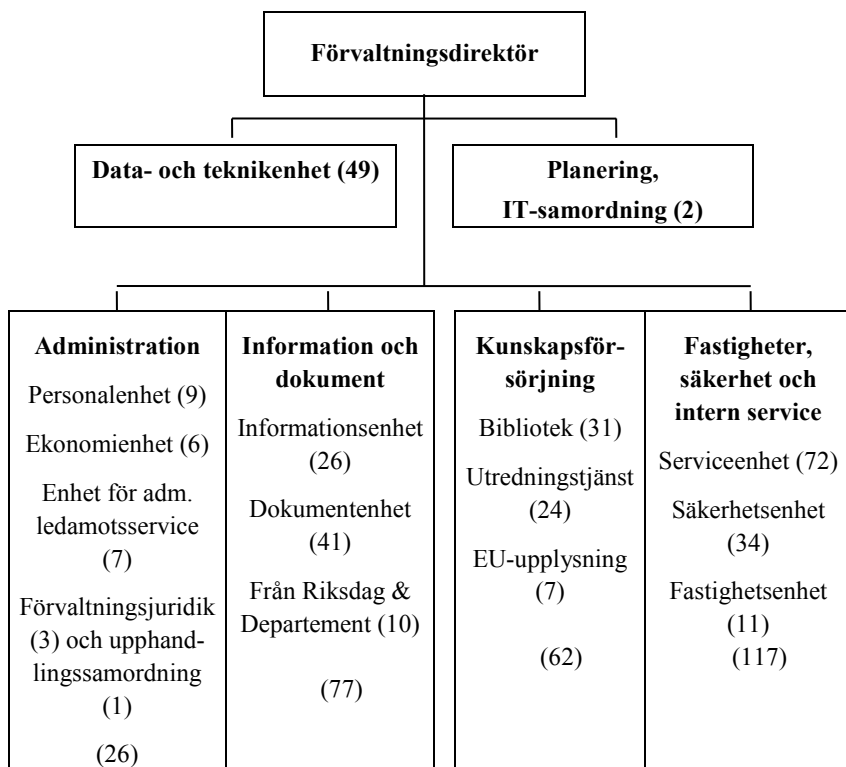 Förvaltningsdirektör
Data- och teknikenhet (49)
Planering,
IT-samordning (2)
Administration
Personalenhet (9)
Ekonomienhet (6)
Enhet för adm.
ledamotsservice
(7)
Förvaltningsjuridik
(3) och upphand-
lingssamordning
(1)
(26)
Information och
dokument
Informationsenhet
(26)
Dokumentenhet
(41)
Från Riksdag &
Departement (10)
(77)
Kunskapsför-
sörjning
Bibliotek (31)
Utredningstjänst
(24)
EU-upplysning
(7)
(62)
Fastigheter,
säkerhet och
intern service
Serviceenhet (72)
Säkerhetsenhet
(34)
Fastighetsenhet
(11)
(117)